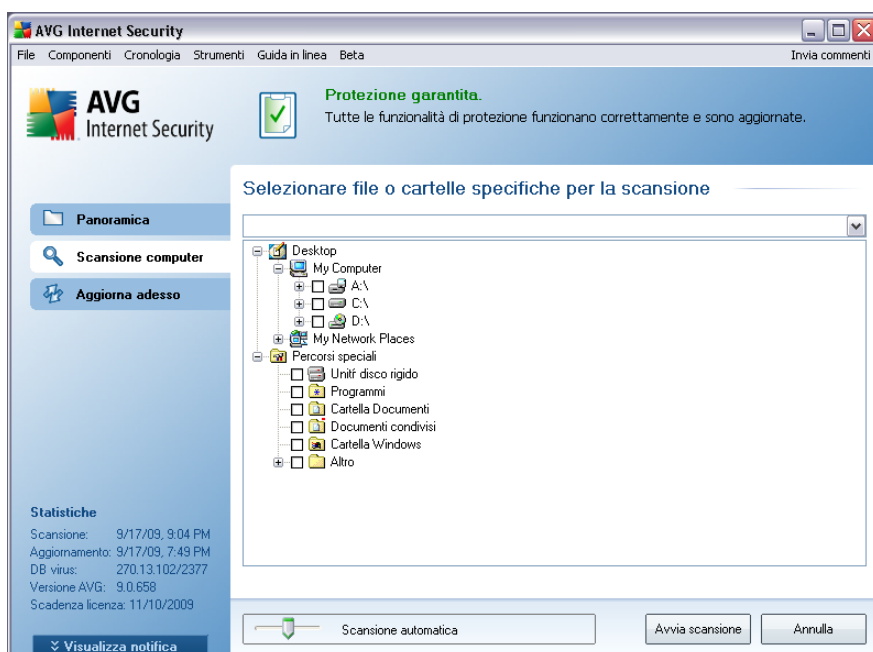 AVG Internet Security
File Componenti Cronologia Strumenti Guida in linea Beta Invia commenti
AVG
Internet Security
Protezione garantita.
Tutte le funzionalità di protezione funzionano correttamente e sono aggiornate.
Selezionare file o cartelle specifiche per la scansione
Panoramica
Scansione computer
Aggiorna adesso
Desktop
My Computer
A:\
C:\
D:\
My Network Places
Percorsi speciali
Unitf disco rigido
Programmi
Cartella Documenti
Documenti condivisi
Cartella Windows
Altro
Statistiche
Scansione: 9/17/09, 9:04 PM
Aggiornamento: 9/17/09, 7:49 PM
DB virus: 270.13.102/2377
Versione AVG: 9.0.658
Scadenza licenza: 11/10/2009
Visualizza notifica
Scansione automatica
Avvia scansione
Annulla